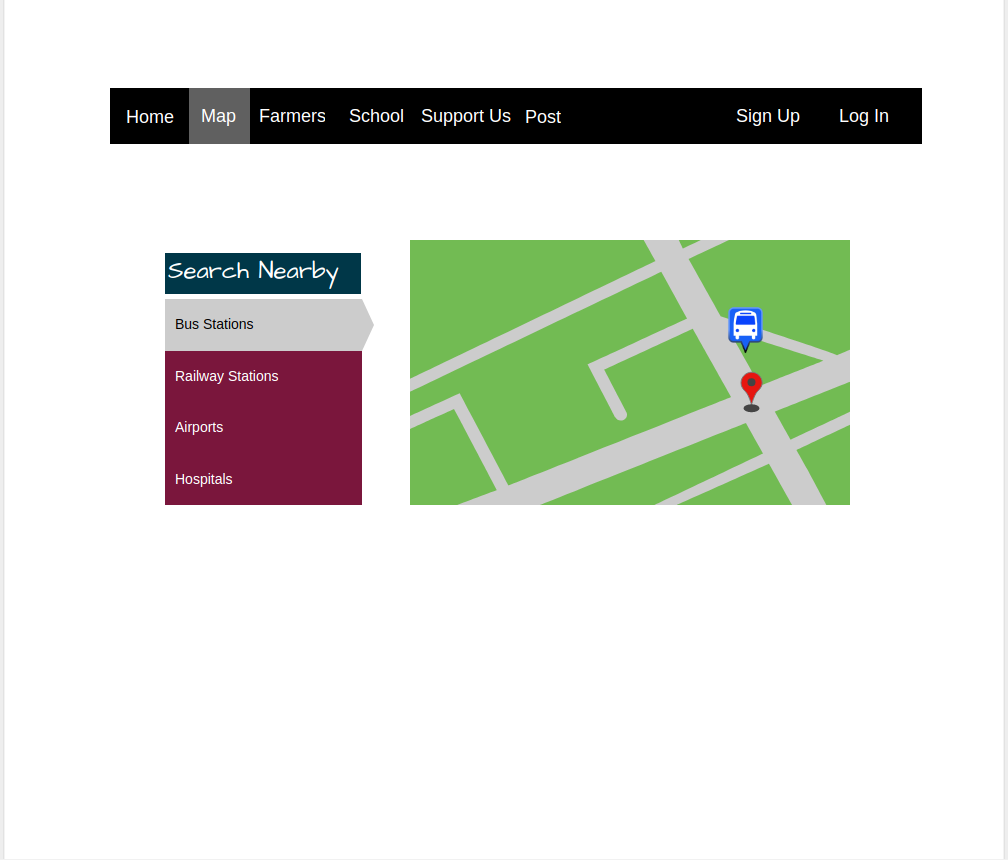 Home Map Farmers School Support Us Post Sign Up Log In
Search Nearby
Bus Stations
Railway Stations
Airports
Hospitals